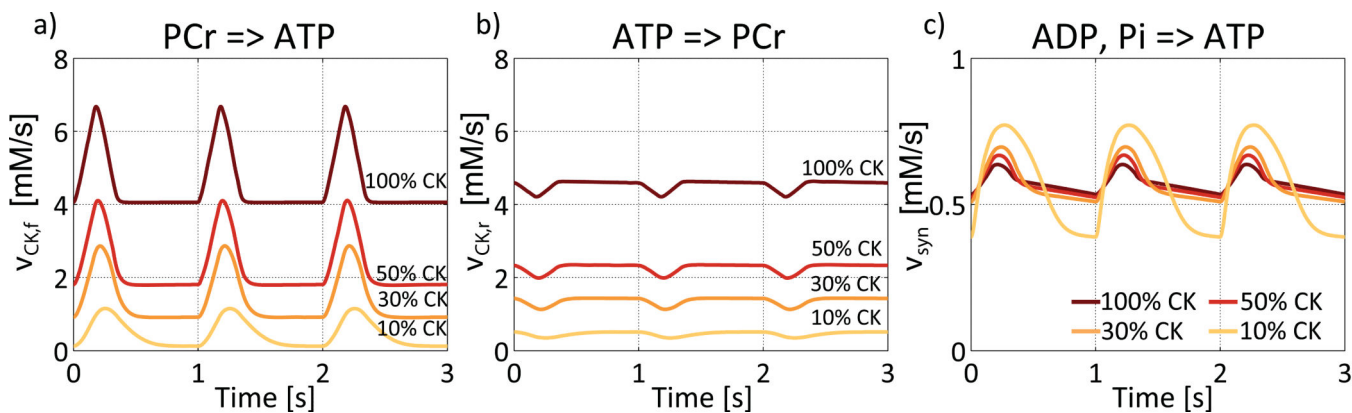 a)
PCr => ATP
8
6
4
2
0
v_CK,f [mM/s]
100% CK
50% CK
30% CK
10% CK
0 1 2 3
Time [s]
b)
ATP => PCr
8
6
4
2
0
v_CK,r [mM/s]
100% CK
50% CK
30% CK
10% CK
0 1 2 3
Time [s]
c)
ADP, Pi => ATP
1
0.5
0
v_syn [mM/s]
100% CK 50% CK
30% CK 10% CK
0 1 2 3
Time [s]